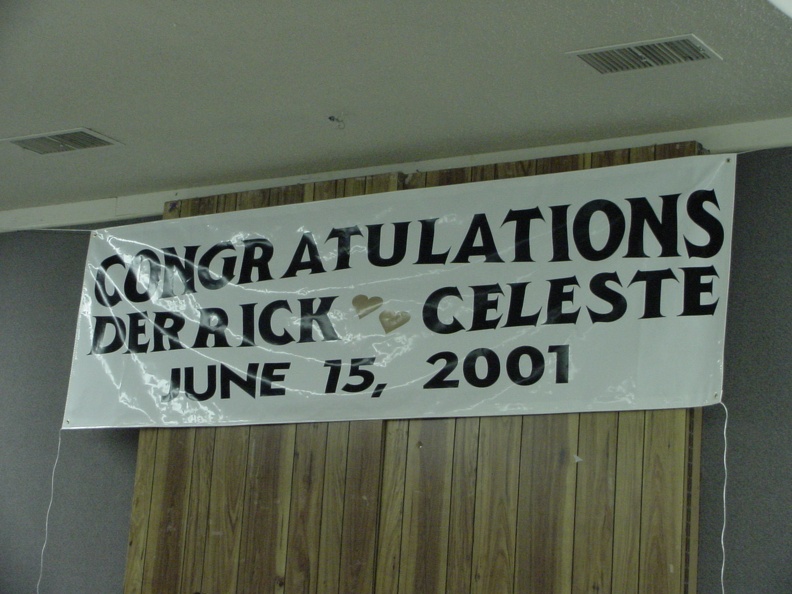 CONGRATULATIONS
DERRICK CELESTE
JUNE 15, 2001